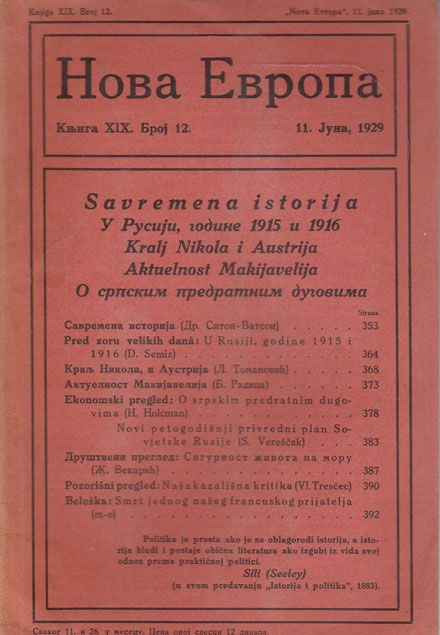 Knjiga XIX. Broj 12.
„Nova Evropa", 11. juna 1929.
Нова Европа
Књига XIX. Број 12.
11. Јуна, 1929
Savremena istorija
У Русији, године 1915 и 1916
Kralj Nikola i Austrija
Aktuelnost Makijavelija
О српским предратним дуговима
Strana
Савремена историја (Др. Ситон-Ватсон) . . . . . 353
Pred zoru velikih danâ: U Rusiji, godine 1915 i
1916 (D. Semiz) . . . . . . . . . . . . 364
Краљ Никола, и Аустрија (Л. Томановић) . . . . 368
Актуелност Макијавелија (Б. Радица) . . . . . . 373
Ekonomski pregled: O srpskim predratnim dugo-
vima (H. Holcman) . . . . . . . . . . . 378
Novi petogodišnji privredni plan So-
vjetske Rusije (S. Vereščak) . . . . . . 383
Друштвени преглед: Сигурност живота на мору
(Ж. Векарић) . . . . . . . . . . . . . 387
Pozorišni pregled: Naša kazališna kritika (Vl. Tresčec) 390
Beleška: Smrt jednog našeg francuskog prijatelja
(m-o) . . . . . . . . . . . . . . . . 392
Politika je prosta ako je ne oblagorodi istorija, a isto-
rija bledi i postaje obična literatura ako izgubi iz vida svoj
odnos prema praktičnoj politici.
Sili (Seeley)
(u svom predavanju „Istorija i politika", 1883).
Сваког 11. и 26. у месецу. Цена овој свесци 12 динара.